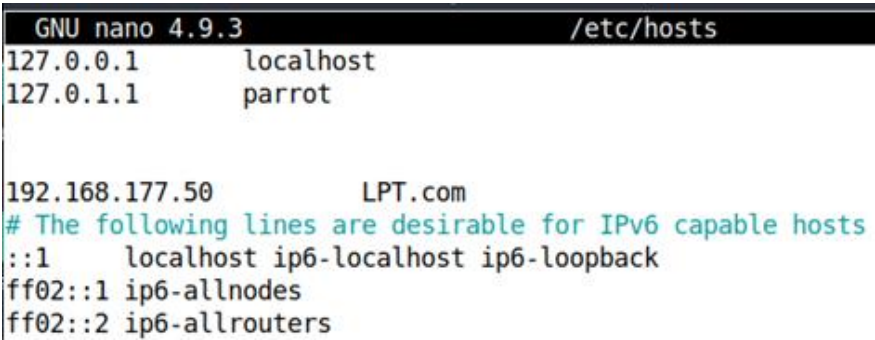 GNU nano 4.9.3 /etc/hosts
127.0.0.1 localhost
127.0.1.1 parrot
192.168.177.50 LPT.com
# The following lines are desirable for IPv6 capable hosts
::1 localhost ip6-localhost ip6-loopback
ff02::1 ip6-allnodes
ff02::2 ip6-allrouters